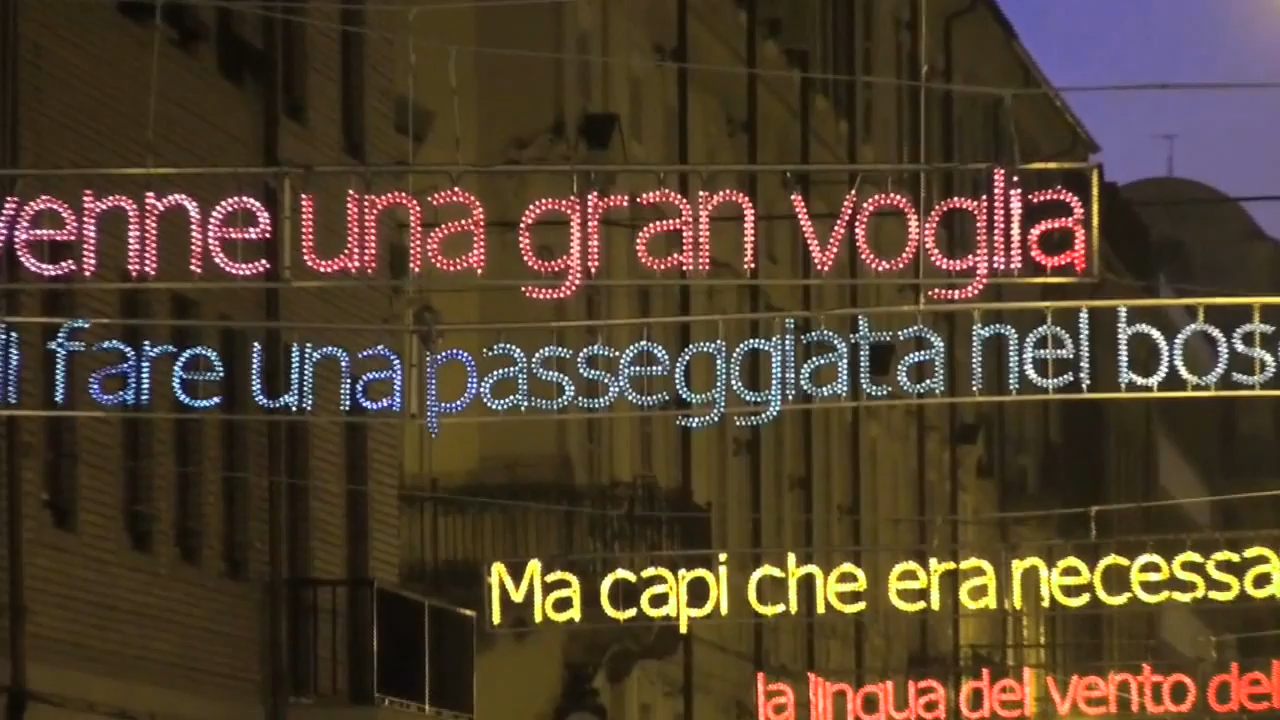 venne una gran voglia
di fare una passeggiata nel bos
Ma capi che era necessa
la lingua del vento del